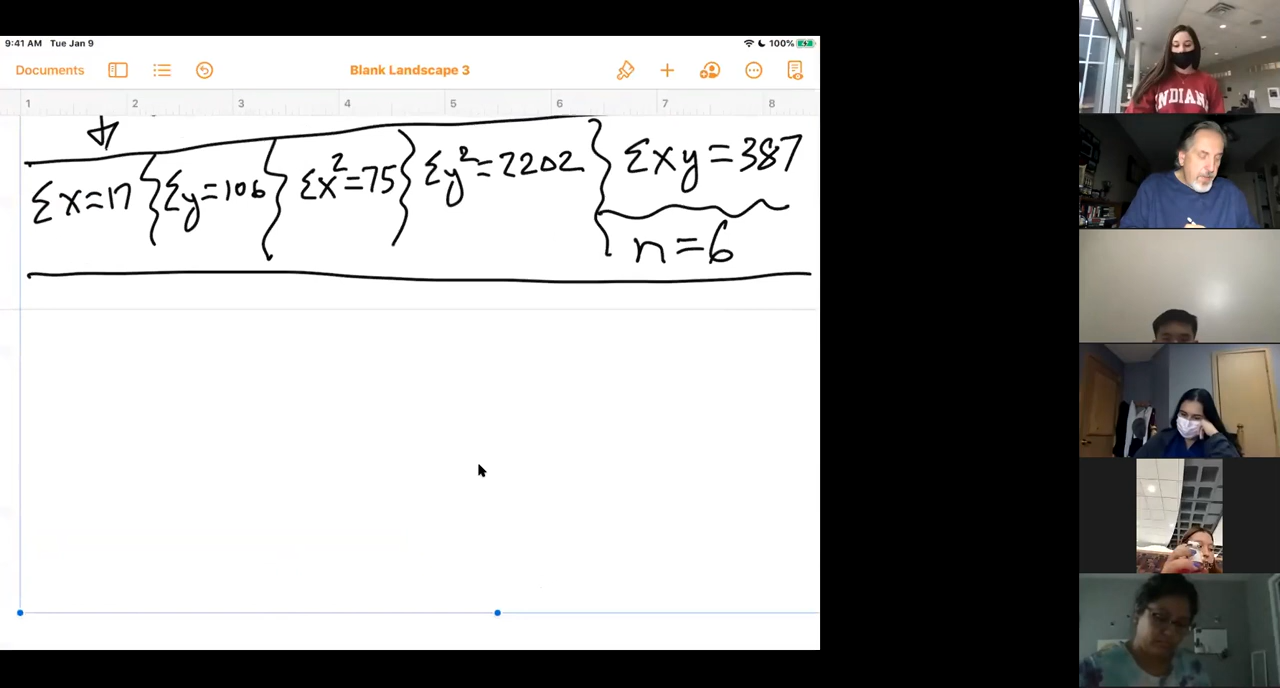 9:41 AM Tue Jan 9
100%
Documents
Blank Landscape 3
1 2 3 4 5 6 7 8
Σx=17
Σy=106
Σx²=75
Σy²=2202
Σxy=387
n=6
INDIANA